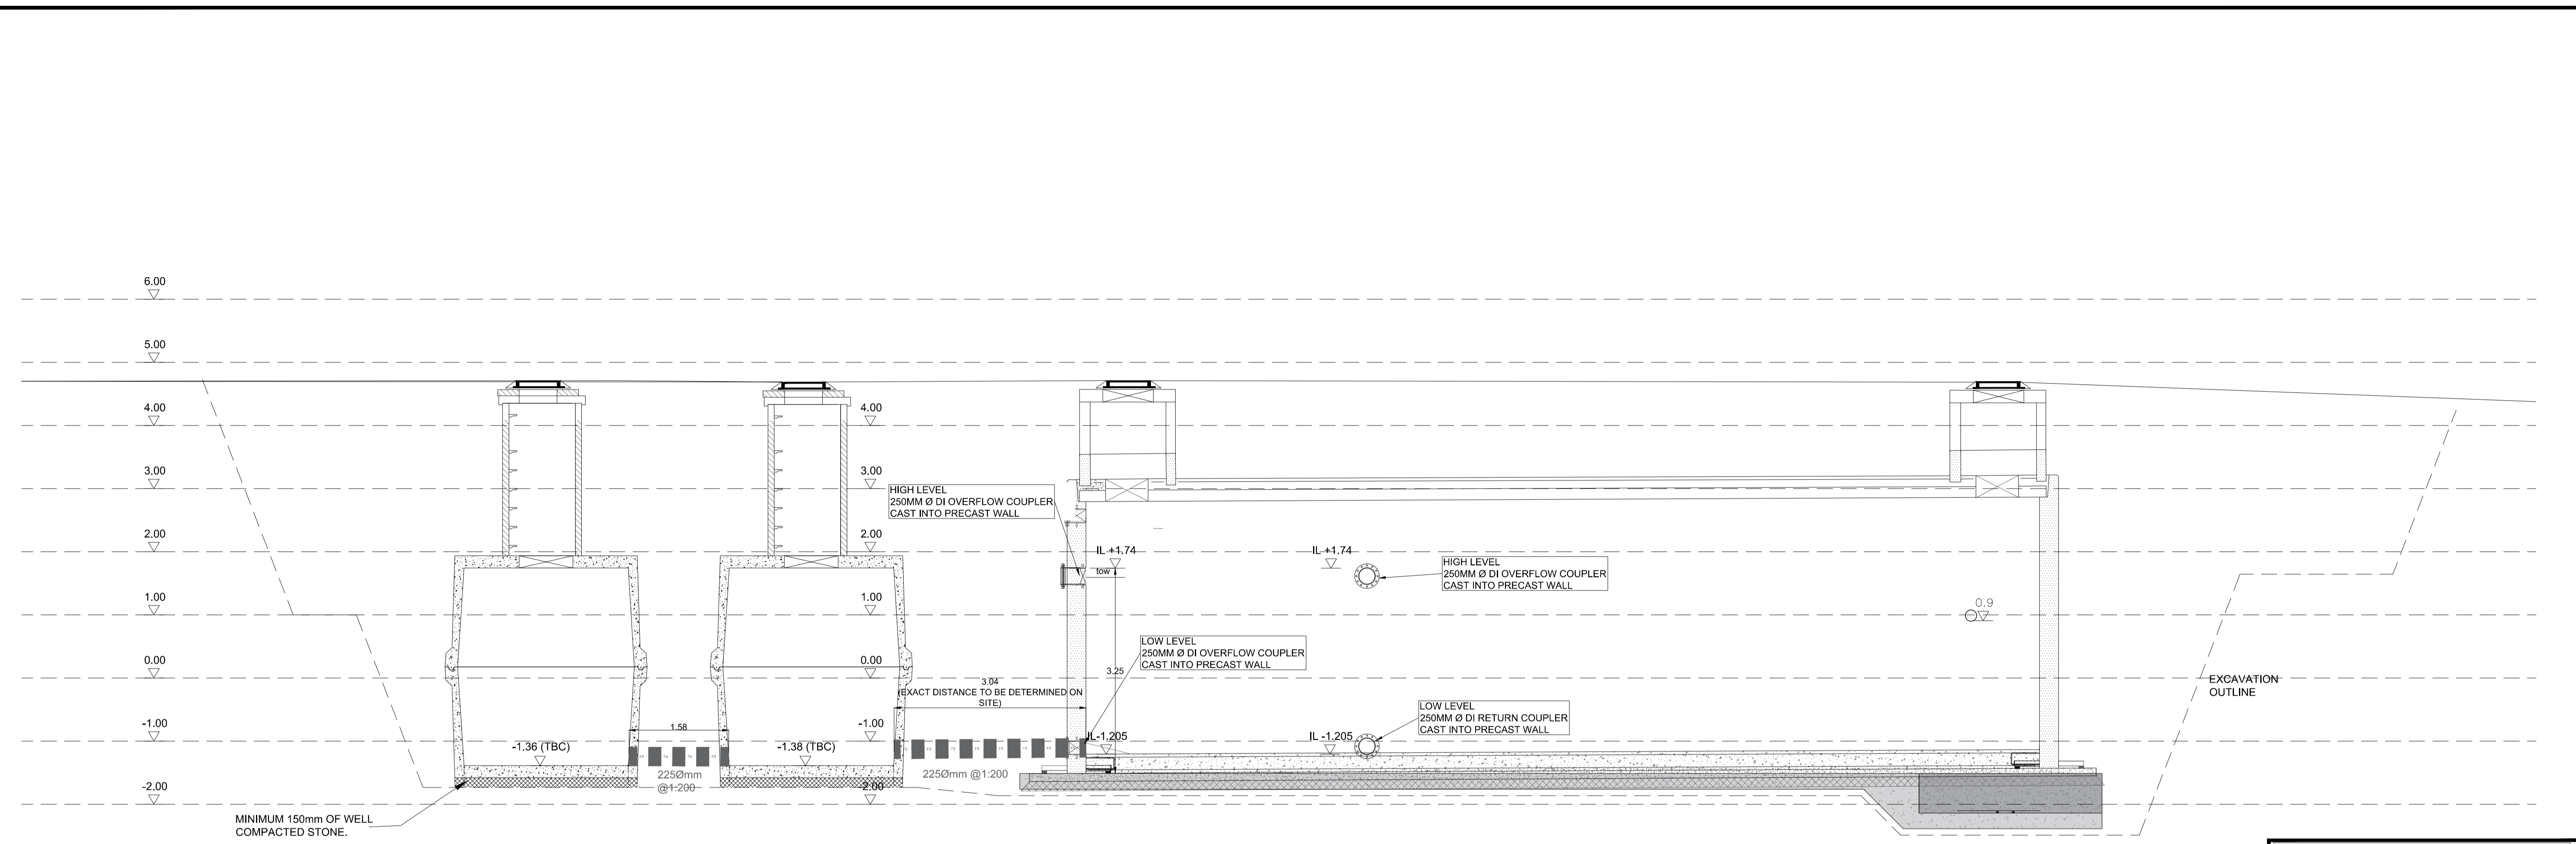 6.00
5.00
4.00
4.00
3.00
3.00
HIGH LEVEL
250MM Ø DI OVERFLOW COUPLER
CAST INTO PRECAST WALL
2.00
2.00
IL +1.74
IL +1.74
tow
HIGH LEVEL
250MM Ø DI OVERFLOW COUPLER
CAST INTO PRECAST WALL
1.00
1.00
0.9
LOW LEVEL
250MM Ø DI OVERFLOW COUPLER
CAST INTO PRECAST WALL
0.00
0.00
3.25
3.04
(EXACT DISTANCE TO BE DETERMINED ON
SITE)
EXCAVATION
OUTLINE
LOW LEVEL
250MM Ø DI RETURN COUPLER
CAST INTO PRECAST WALL
-1.00
1.58
-1.00
IL-1.205
IL -1.205
-1.36 (TBC)
-1.38 (TBC)
225Ømm
@1:200
225Ømm @1:200
-2.00
-2.00
MINIMUM 150mm OF WELL
COMPACTED STONE.